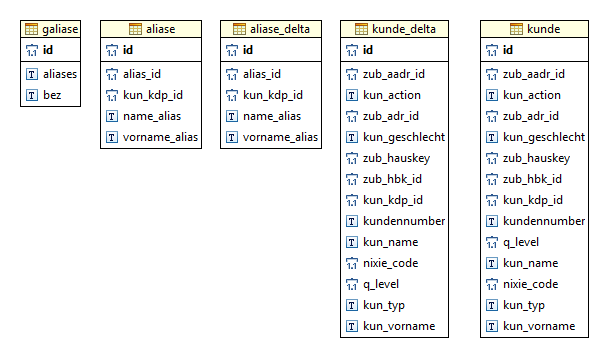 galiase
id
aliases
bez
aliase
id
alias_id
kun_kdp_id
name_alias
vorname_alias
aliase_delta
id
alias_id
kun_kdp_id
name_alias
vorname_alias
kunde_delta
id
zub_aadr_id
kun_action
zub_adr_id
kun_geschlecht
zub_hauskey
zub_hbk_id
kun_kdp_id
kundennumber
kun_name
nixie_code
q_level
kun_typ
kun_vorname
kunde
id
zub_aadr_id
kun_action
zub_adr_id
kun_geschlecht
zub_hauskey
zub_hbk_id
kun_kdp_id
kundennumber
q_level
kun_name
nixie_code
kun_typ
kun_vorname